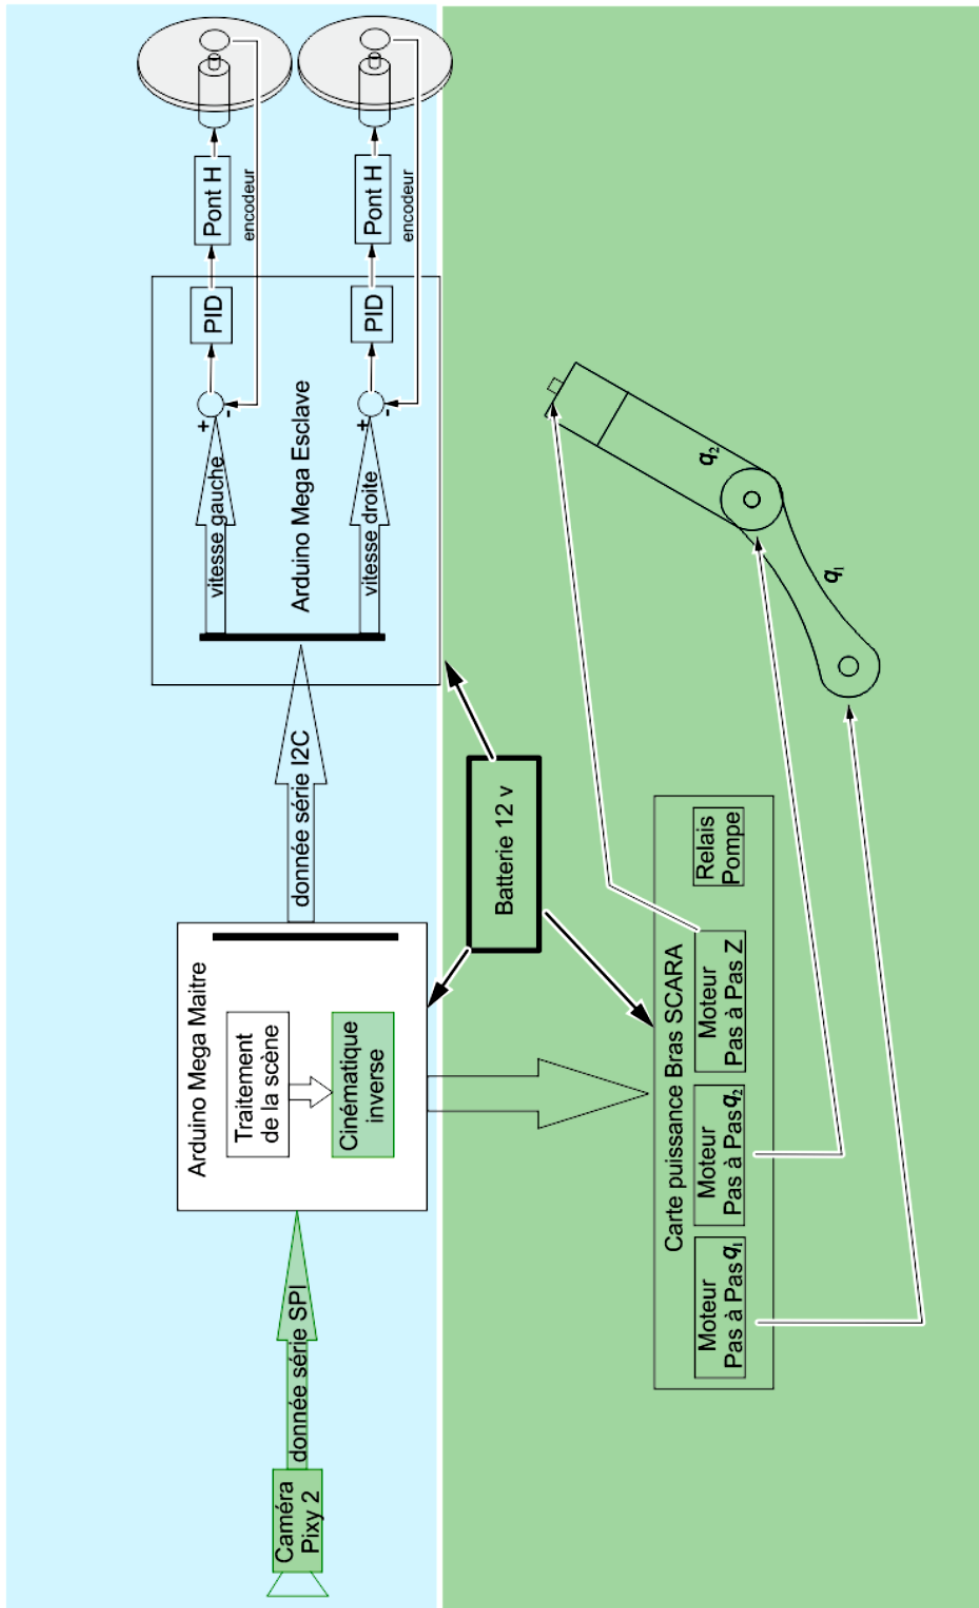 Caméra
Pixy 2
donnée série SPI
Arduino Mega Maitre
Traitement
de la scène
Cinématique
inverse
donnée série I2C
Arduino Mega Esclave
vitesse gauche
+
-
PID
Pont H
encodeur
vitesse droite
+
-
PID
Pont H
encodeur
Batterie 12 v
Carte puissance Bras SCARA
Moteur
Pas à Pas q1
Moteur
Pas à Pas q2
Moteur
Pas à Pas Z
Relais
Pompe
q1
q2